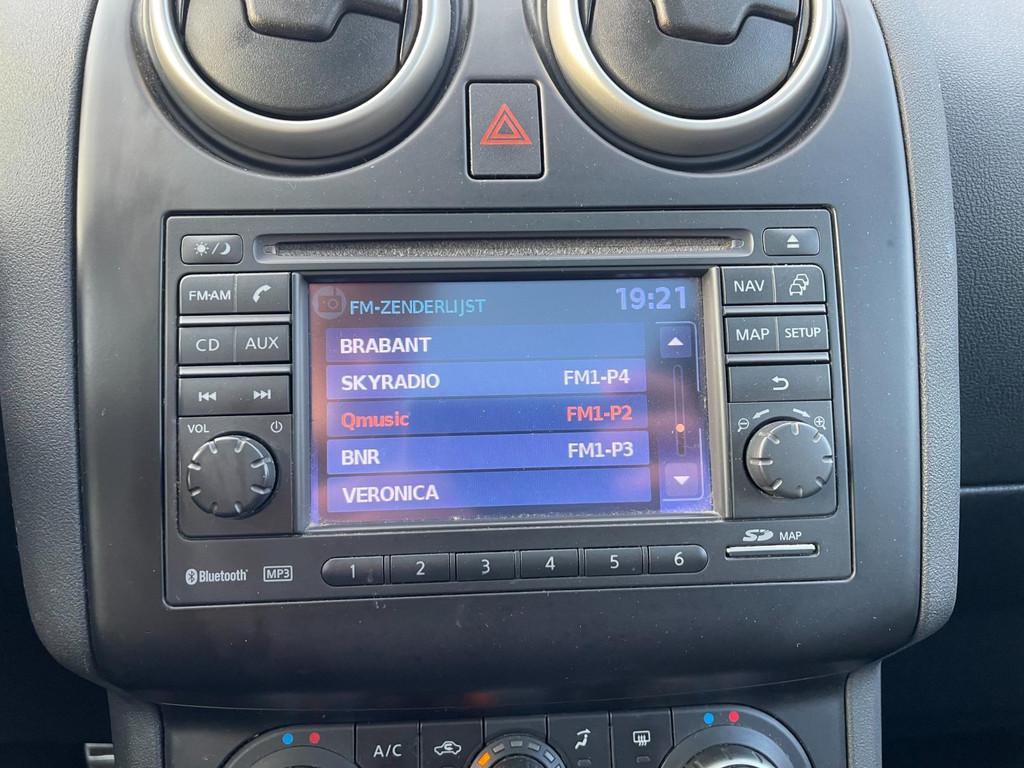 FM-ZENDERLIJST 19:21
BRABANT
SKYRADIO FM1-P4
Qmusic FM1-P2
BNR FM1-P3
VERONICA
FM·AM
CD AUX
VOL
NAV
MAP SETUP
Bluetooth MP3
1 2 3 4 5 6
SD MAP
A/C